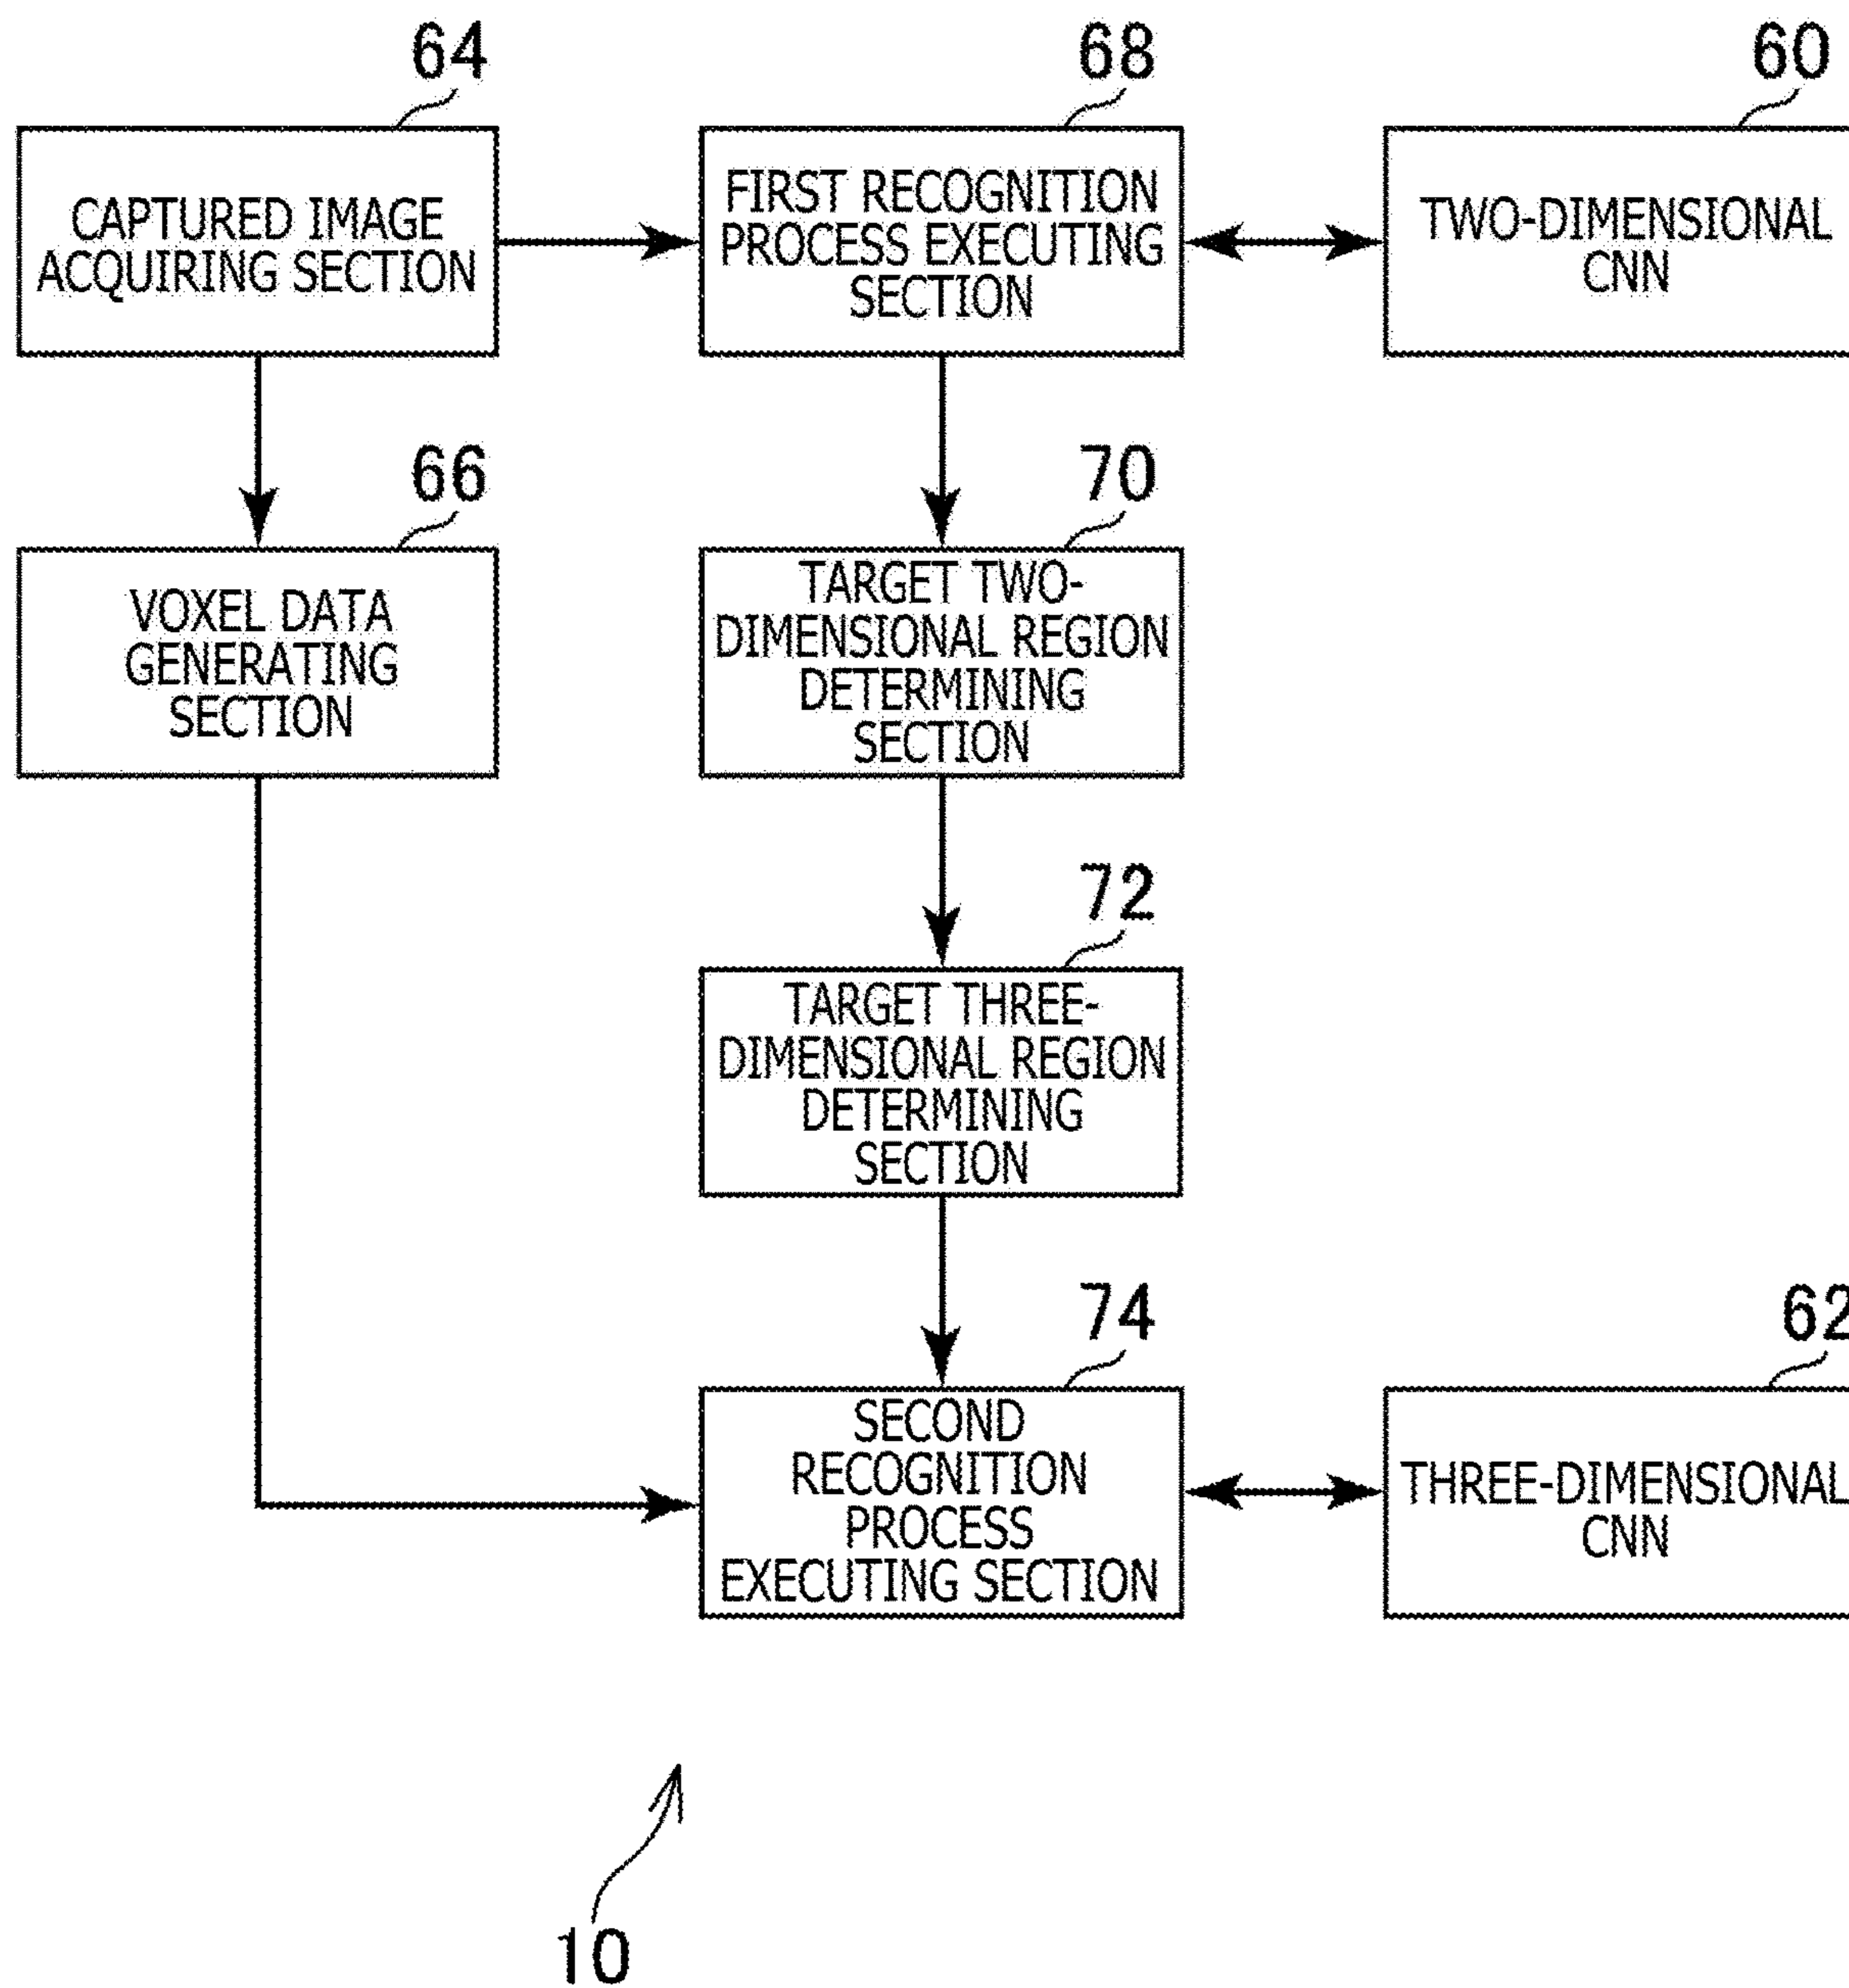 64
CAPTURED IMAGE
ACQUIRING SECTION
68
FIRST RECOGNITION
PROCESS EXECUTING
SECTION
60
TWO-DIMENSIONAL
CNN
66
VOXEL DATA
GENERATING
SECTION
70
TARGET TWO-
DIMENSIONAL REGION
DETERMINING
SECTION
72
TARGET THREE-
DIMENSIONAL REGION
DETERMINING
SECTION
74
SECOND
RECOGNITION
PROCESS
EXECUTING SECTION
62
THREE-DIMENSIONAL
CNN
10